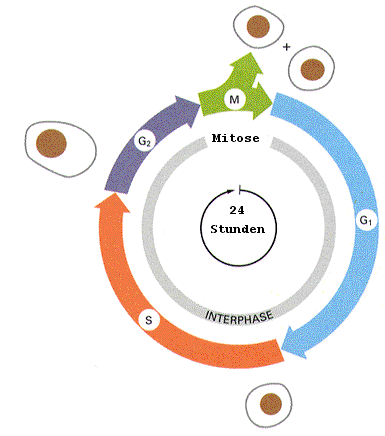 +
M
Mitose
G₂
24
Stunden
G₁
S
INTERPHASE